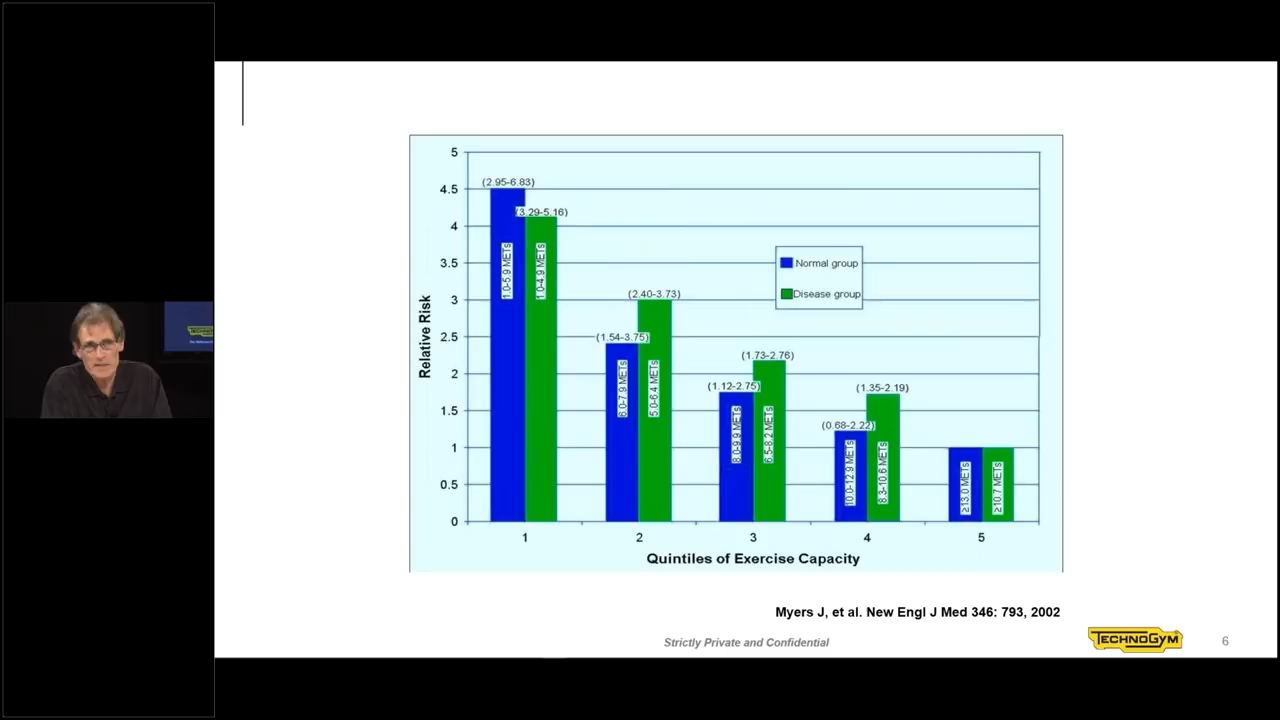 5
4.5
4
3.5
3
2.5
2
1.5
1
0.5
0
Relative Risk
(2.95-6.83)
(3.29-5.16)
1.0-5.9 METs
1.0-4.9 METs
(1.54-3.75)
(2.40-3.73)
6.0-7.9 METs
5.0-6.4 METs
(1.12-2.75)
(1.73-2.76)
8.0-9.9 METs
6.5-8.2 METs
(0.68-2.22)
(1.35-2.19)
10.0-12.9 METs
8.3-10.6 METs
≥13.0 METs
≥10.7 METs
Normal group
Disease group
1 2 3 4 5
Quintiles of Exercise Capacity
Myers J, et al. New Engl J Med 346: 793, 2002
Strictly Private and Confidential
TECHNOGYM
6
TECHNOGYM